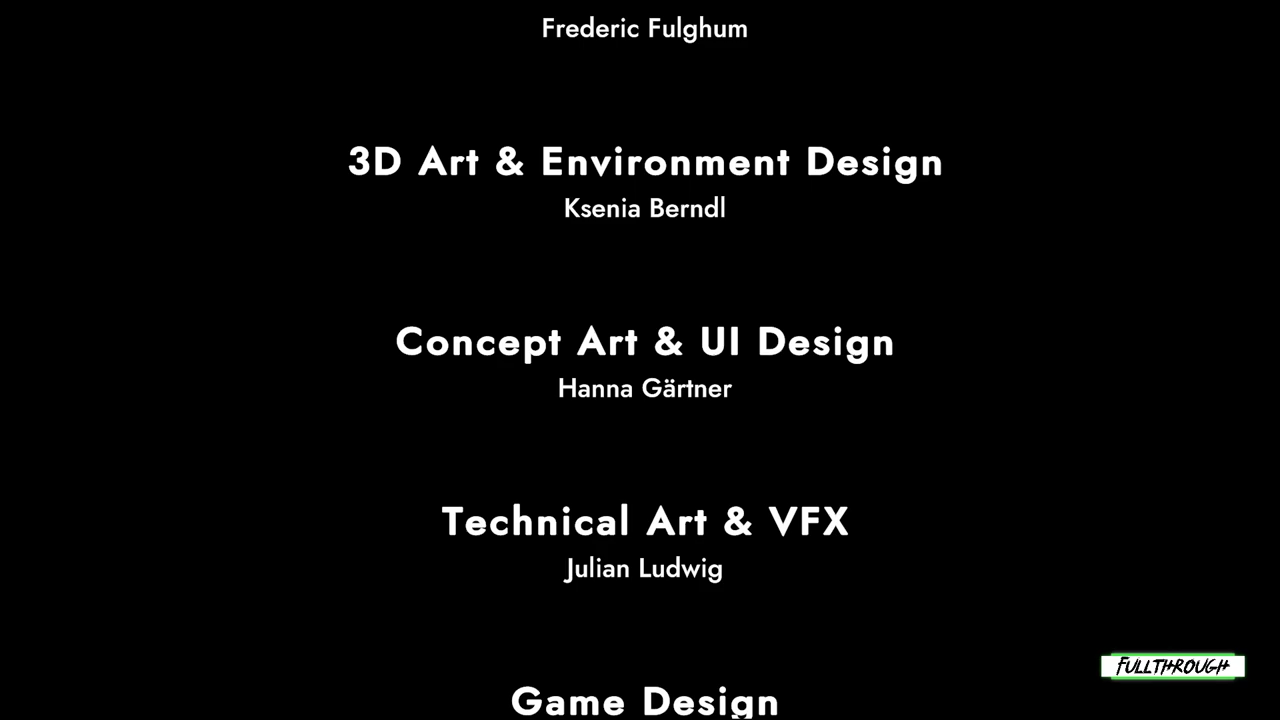 Frederic Fulghum
3D Art & Environment Design
Ksenia Berndl
Concept Art & UI Design
Hanna Gärtner
Technical Art & VFX
Julian Ludwig
FULLTHROUGH
Game Design